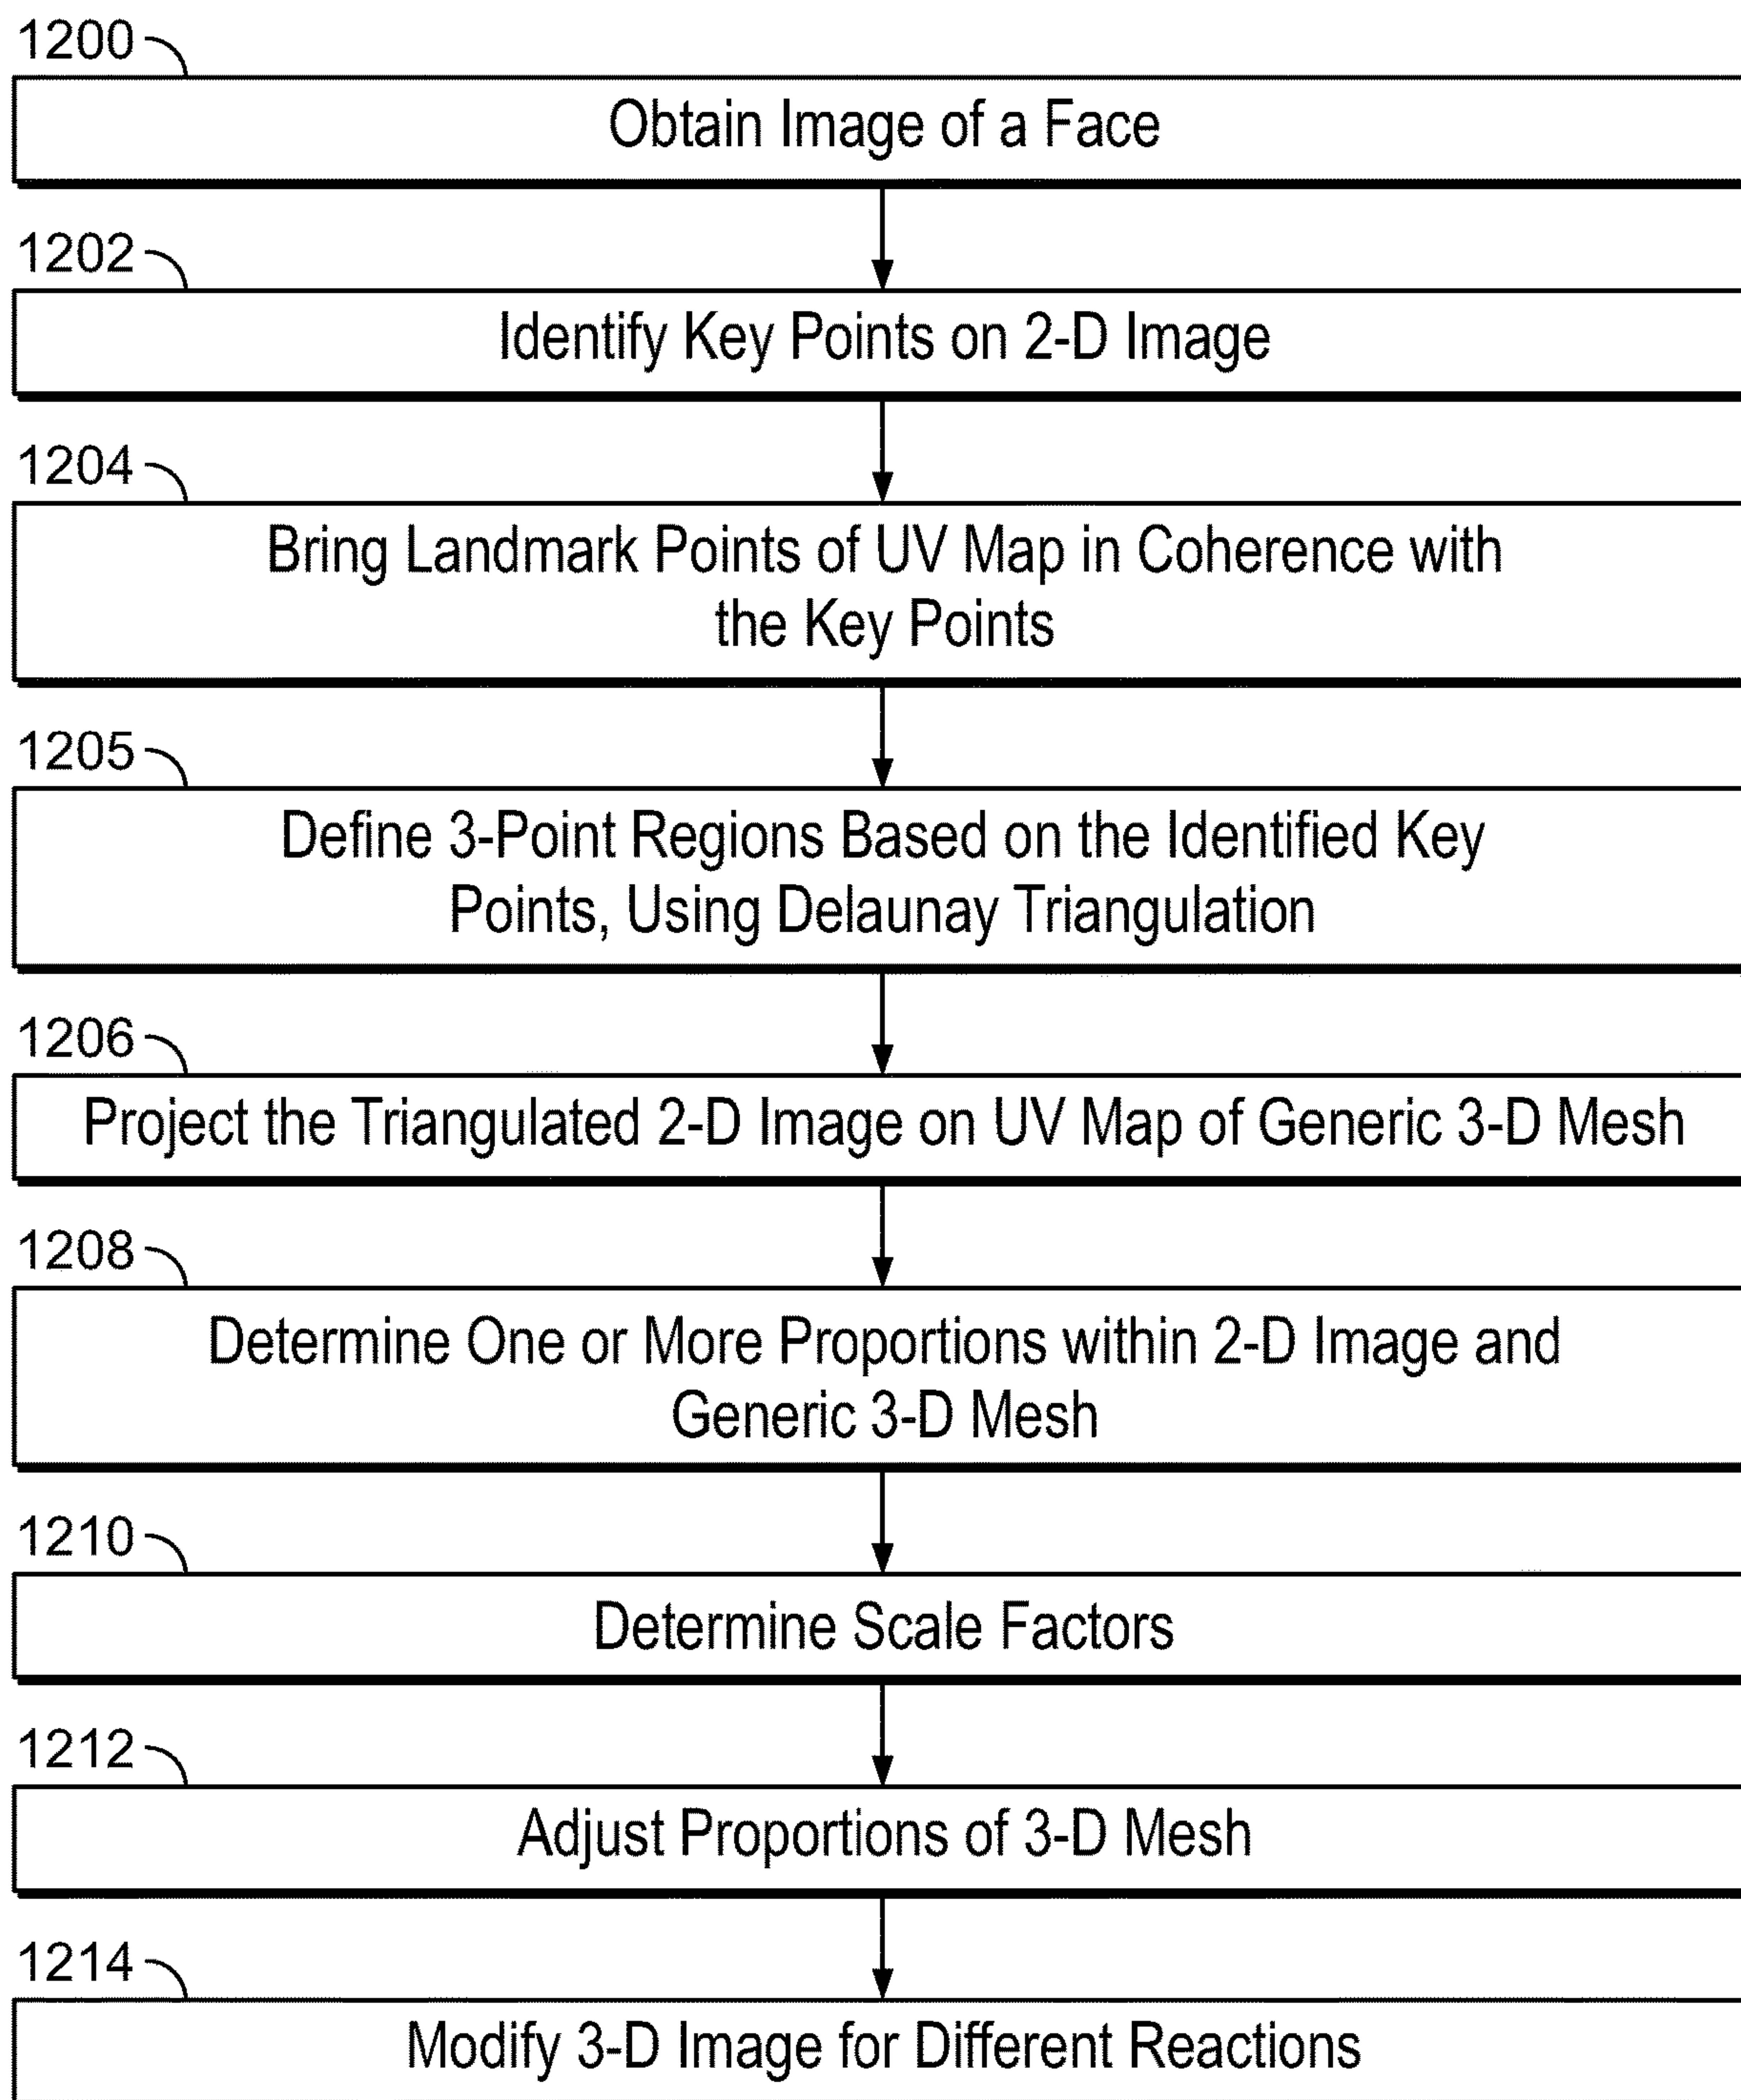 1200
Obtain Image of a Face
1202
Identify Key Points on 2-D Image
1204
Bring Landmark Points of UV Map in Coherence with
the Key Points
1205
Define 3-Point Regions Based on the Identified Key
Points, Using Delaunay Triangulation
1206
Project the Triangulated 2-D Image on UV Map of Generic 3-D Mesh
1208
Determine One or More Proportions within 2-D Image and
Generic 3-D Mesh
1210
Determine Scale Factors
1212
Adjust Proportions of 3-D Mesh
1214
Modify 3-D Image for Different Reactions